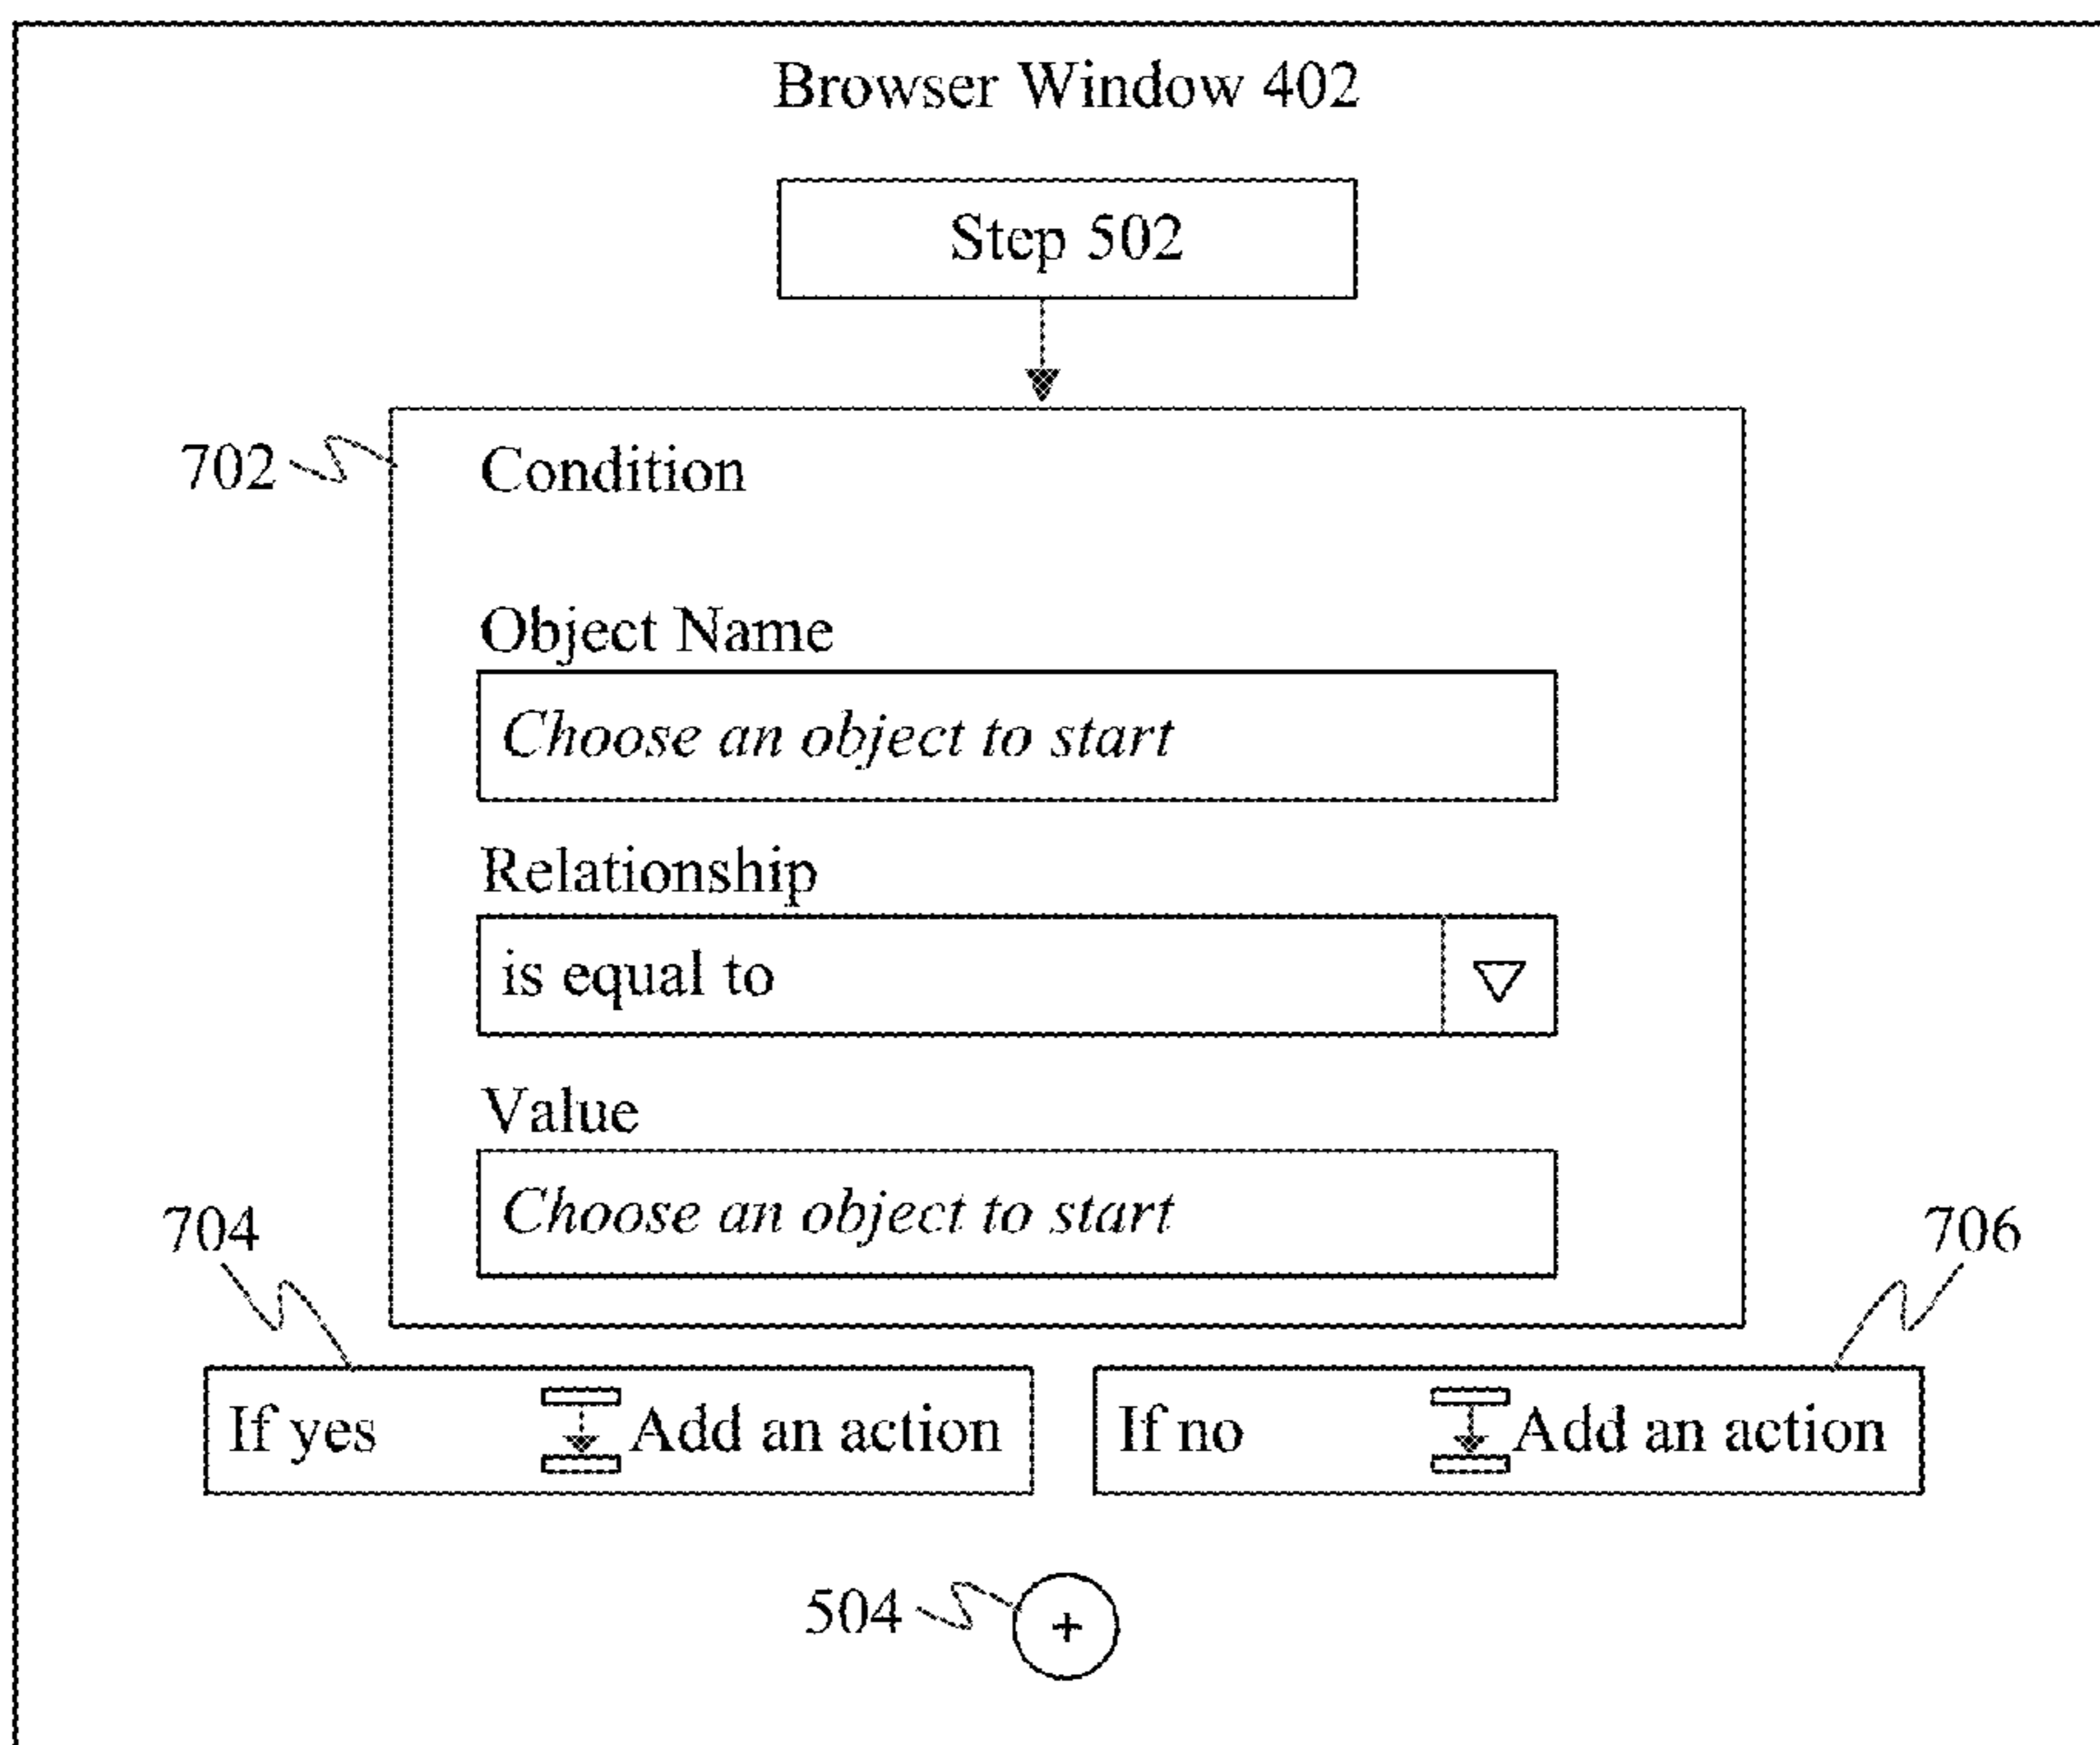 Browser Window 402
Step 502
702
Condition
Object Name
Choose an object to start
Relationship
is equal to
Value
Choose an object to start
704
706
If yes Add an action
If no Add an action
504
+